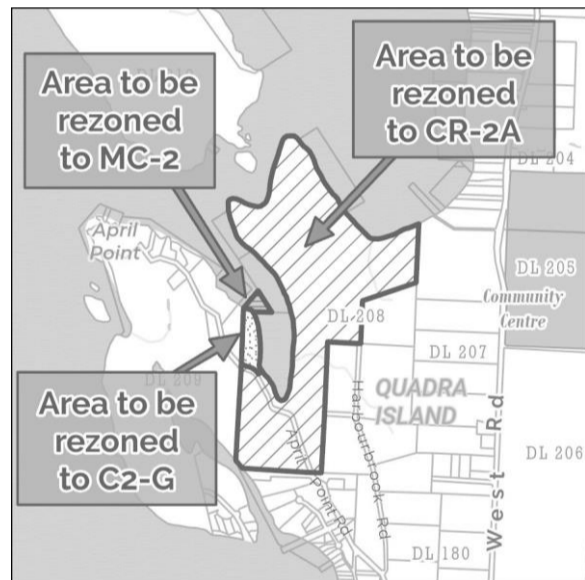 Area to be
rezoned
to MC-2
Area to be
rezoned
to CR-2A
DL 204
April
Point
DL 205
Community
Centre
DL 208
DL 207
DL 209
QUADRA
ISLAND
Area to be
rezoned
to C2-G
April Point Rd
Harbourbrook Rd
West Rd
DL 206
DL 180